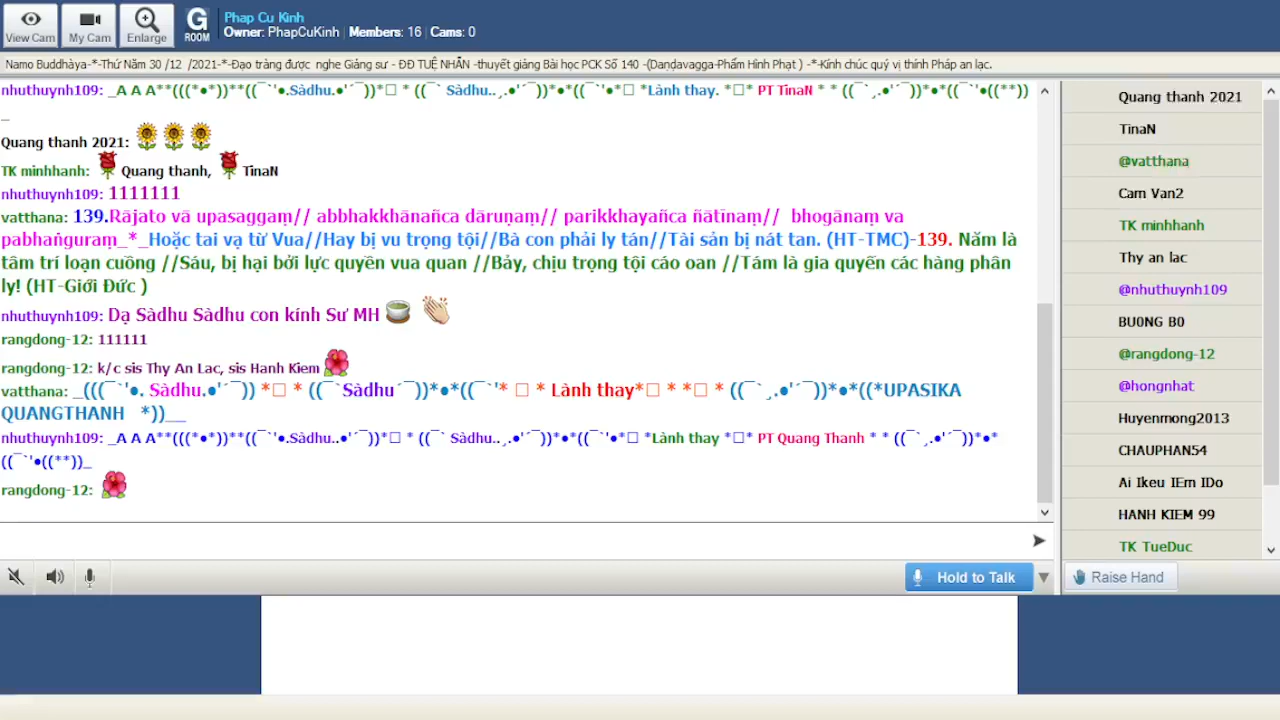 View Cam
My Cam
Enlarge
G
ROOM
Phap Cu Kinh
Owner: PhapCuKinh | Members: 16 | Cams: 0
Namo Buddhàya-*-Thứ Năm 30 /12 /2021-*-Đạo tràng được nghe Giảng sư - ĐĐ TUỆ NHÂN -thuyết giảng Bài học PCK Số 140 -(Daṇḍavagga-Phẩm Hình Phạt ) -*-Kính chúc quý vị thính Pháp an lạc.
nhuthuynh109: _A A A**(((*●*))**((¯`'●.Sàdhu.●'´¯))*□ * ((¯` Sàdhu..¸.●'´¯))*●*((¯`'●*□ *Lành thay. *□* PT TinaN * * ((¯`¸.●'´¯))*●*((¯`'●((**))
_
Quang thanh 2021:
TK minhhanh: Quang thanh, TinaN
nhuthuynh109: 1111111
vatthana: 139.Rājato vā upasaggaṃ// abbhakkhānañca dāruṇaṃ// parikkhayañca ñātīnaṃ// bhogānaṃ va
pabhaṅguraṃ_*_Hoặc tai vạ từ Vua//Hay bị vu trọng tội//Bà con phải ly tán//Tài sản bị nát tan. (HT-TMC)-139. Năm là
tâm trí loạn cuồng //Sáu, bị hại bởi lực quyền vua quan //Bảy, chịu trọng tội cáo oan //Tám là gia quyến các hàng phân
ly! (HT-Giới Đức )
nhuthuynh109: Dạ Sàdhu Sàdhu con kính Sư MH
rangdong-12: 111111
rangdong-12: k/c sis Thy An Lac, sis Hanh Kiem
vatthana: _(((¯`'●. Sàdhu.●'´¯)) *□ * ((¯`Sàdhu´¯))*●*((¯`'* □ * Lành thay*□ * *□ * ((¯`¸.●'´¯))*●*((*UPASIKA
QUANGTHANH *))__
nhuthuynh109: _A A A**(((*●*))**((¯`'●.Sàdhu..●'´¯))*□ * ((¯` Sàdhu..¸.●'´¯))*●*((¯`'●*□ *Lành thay *□* PT Quang Thanh * * ((¯`¸.●'´¯))*●*
((¯`'●((**))_
rangdong-12:
Hold to Talk
Quang thanh 2021
TinaN
@vatthana
Cam Van2
TK minhhanh
Thy an lac
@nhuthuynh109
BU0NG B0
@rangdong-12
@hongnhat
Huyenmong2013
CHAUPHAN54
Ai Ikeu IEm IDo
HANH KIEM 99
TK TueDuc
Raise Hand